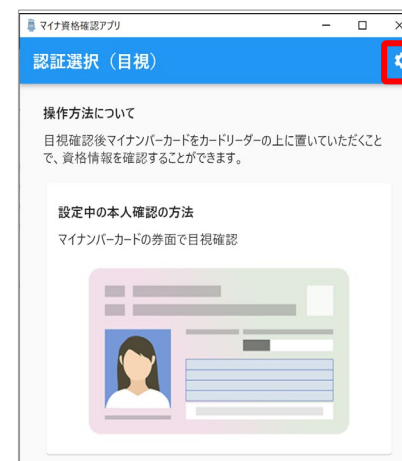 マイナ資格確認アプリ
認証選択（目視）
操作方法について
目視確認後マイナンバーカードをカードリーダーの上に置いていただくこと
で、資格情報を確認することができます。
設定中の本人確認の方法
マイナンバーカードの券面で目視確認